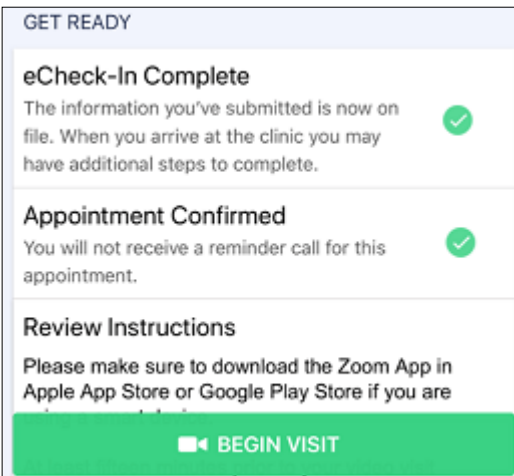 GET READY
eCheck-In Complete
The information you've submitted is now on
file. When you arrive at the clinic you may
have additional steps to complete.
Appointment Confirmed
You will not receive a reminder call for this
appointment.
Review Instructions
Please make sure to download the Zoom App in
Apple App Store or Google Play Store if you are
using a smart device.
BEGIN VISIT